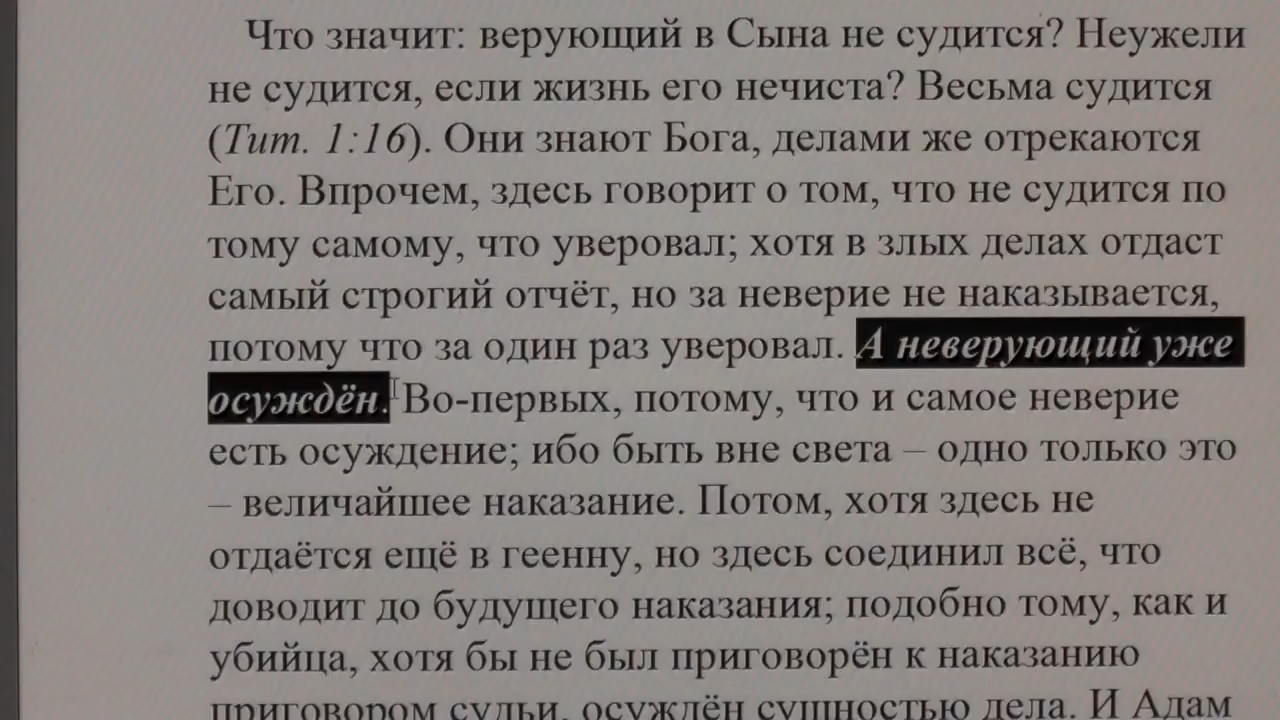 Что значит: верующий в Сына не судится? Неужели
не судится, если жизнь его нечиста? Весьма судится
(Тит. 1:16). Они знают Бога, делами же отрекаются
Его. Впрочем, здесь говорит о том, что не судится по
тому самому, что уверовал; хотя в злых делах отдаст
самый строгий отчёт, но за неверие не наказывается,
потому что за один раз уверовал. А неверующий уже
осуждён. Во-первых, потому, что и самое неверие
есть осуждение; ибо быть вне света – одно только это
– величайшее наказание. Потом, хотя здесь не
отдаётся ещё в геенну, но здесь соединил всё, что
доводит до будущего наказания; подобно тому, как и
убийца, хотя бы не был приговорён к наказанию
приговором судьи, осуждён сущностью дела. И Адам